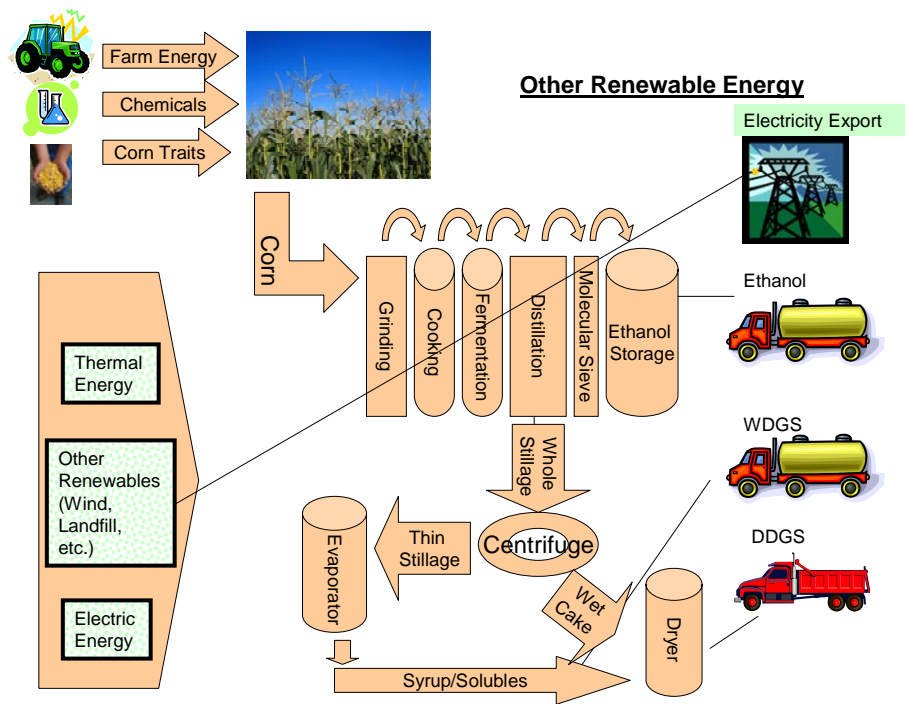 Farm Energy
Chemicals
Corn Traits
Other Renewable Energy
Electricity Export
Corn
Grinding
Cooking
Fermentation
Distillation
Molecular Sieve
Ethanol
Storage
Ethanol
Thermal
Energy
Other
Renewables
(Wind,
Landfill,
etc.)
Electric
Energy
Whole
Stillage
WDGS
Centrifuge
Thin
Stillage
Evaporator
Wet
Cake
DDGS
Dryer
Syrup/Solubles